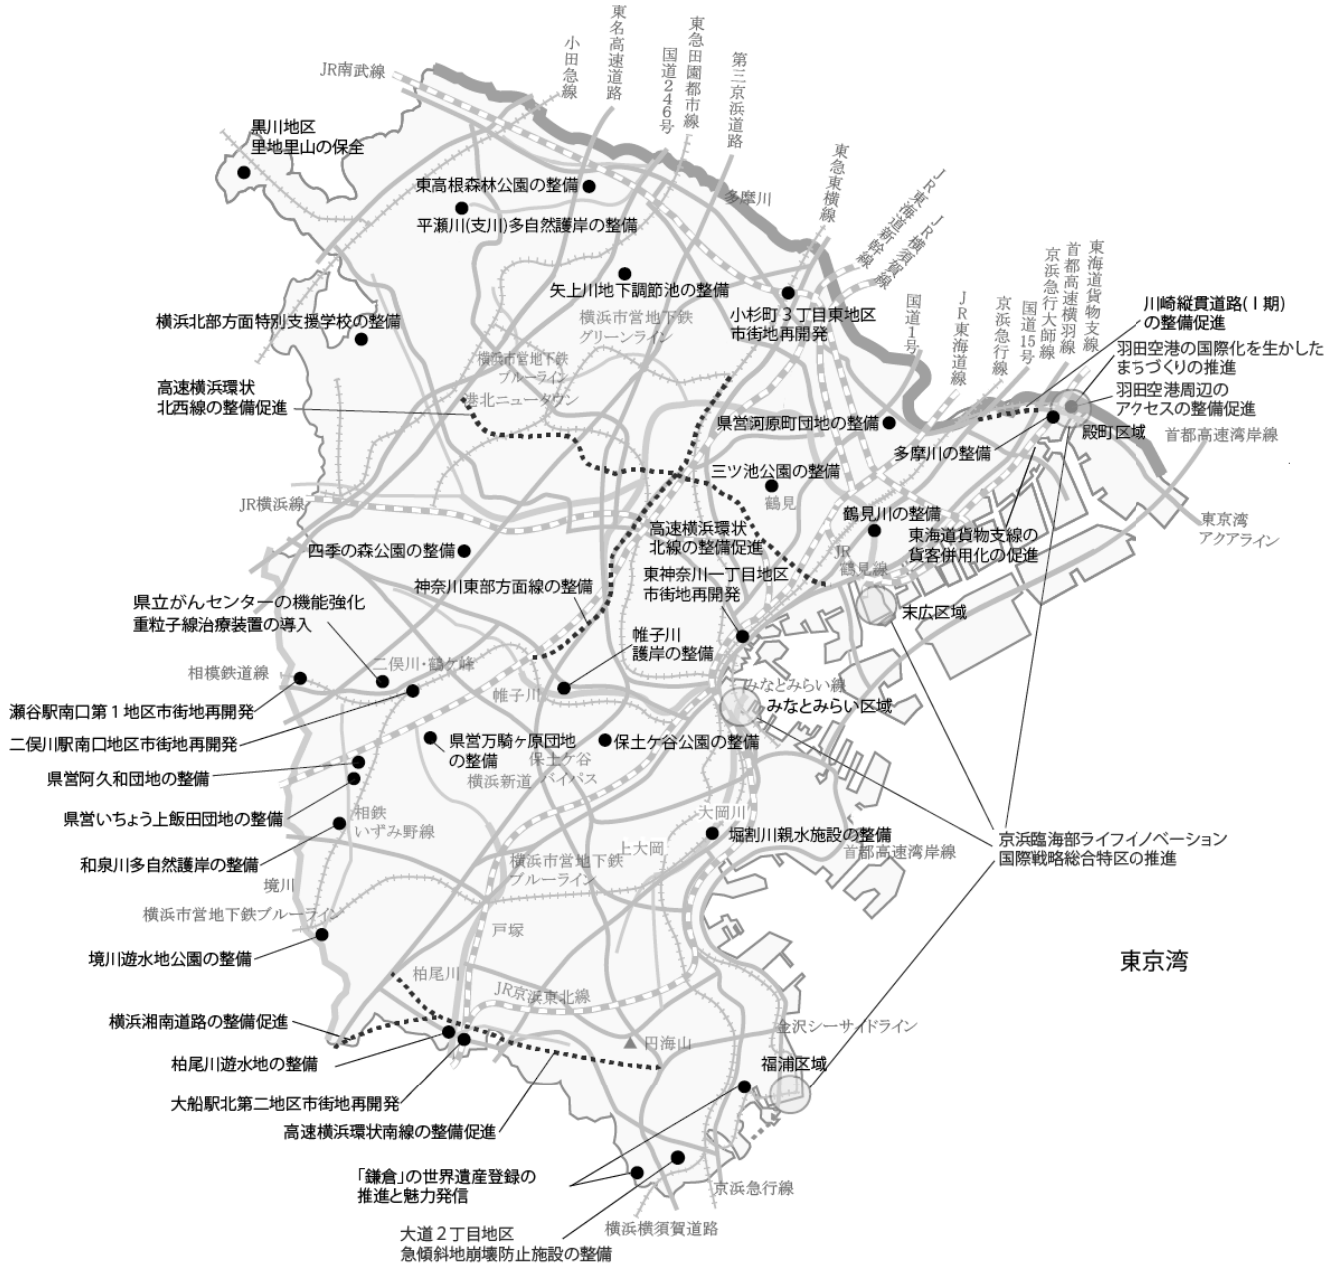 JR南武線
小田急線
東名高速道路
国道246号
東急田園都市線
第三京浜道路
東急東横線
JR東海道新幹線
JR横須賀線
国道1号
JR東海道線
京浜急行線
国道15号
京浜急行大師線
首都高速横羽線
東海道貨物支線
多摩川
黒川地区
里地里山の保全
東高根森林公園の整備
平瀬川(支川)多自然護岸の整備
矢上川地下調節池の整備
横浜市営地下鉄
グリーンライン
小杉町3丁目東地区
市街地再開発
川崎縦貫道路(Ⅰ期)
の整備促進
羽田空港の国際化を生かした
まちづくりの推進
羽田空港周辺の
アクセスの整備促進
横浜北部方面特別支援学校の整備
横浜市営地下鉄
ブルーライン
高速横浜環状
北西線の整備促進
港北ニュータウン
県営河原町団地の整備
多摩川の整備
殿町区域
首都高速湾岸線
三ツ池公園の整備
鶴見
JR横浜線
鶴見川の整備
東京湾
アクアライン
高速横浜環状
北線の整備促進
東海道貨物支線の
貨客併用化の推進
JR
鶴見線
四季の森公園の整備
神奈川東部方面線の整備
東神奈川一丁目地区
市街地再開発
県立がんセンターの機能強化
重粒子線治療装置の導入
末広区域
帷子川
護岸の整備
相模鉄道線
二俣川・鶴ケ峰
帷子川
みなとみらい線
みなとみらい区域
瀬谷駅南口第1地区市街地再開発
二俣川駅南口地区市街地再開発
県営万騎ヶ原団地
の整備
保土ケ谷公園の整備
保土ケ谷
バイパス
横浜新道
県営阿久和団地の整備
県営いちょう上飯田団地の整備
相鉄
いずみ野線
大岡川
堀割川親水施設の整備
上大岡
首都高速湾岸線
京浜臨海部ライフイノベーション
国際戦略総合特区の推進
和泉川多自然護岸の整備
横浜市営地下鉄
ブルーライン
境川
横浜市営地下鉄ブルーライン
戸塚
境川遊水地公園の整備
東京湾
柏尾川
JR京浜東北線
横浜湘南道路の整備促進
金沢シーサイドライン
円海山
柏尾川遊水地の整備
福浦区域
大船駅北第二地区市街地再開発
高速横浜環状南線の整備促進
「鎌倉」の世界遺産登録の
推進と魅力発信
京浜急行線
横浜横須賀道路
大道2丁目地区
急傾斜地崩壊防止施設の整備